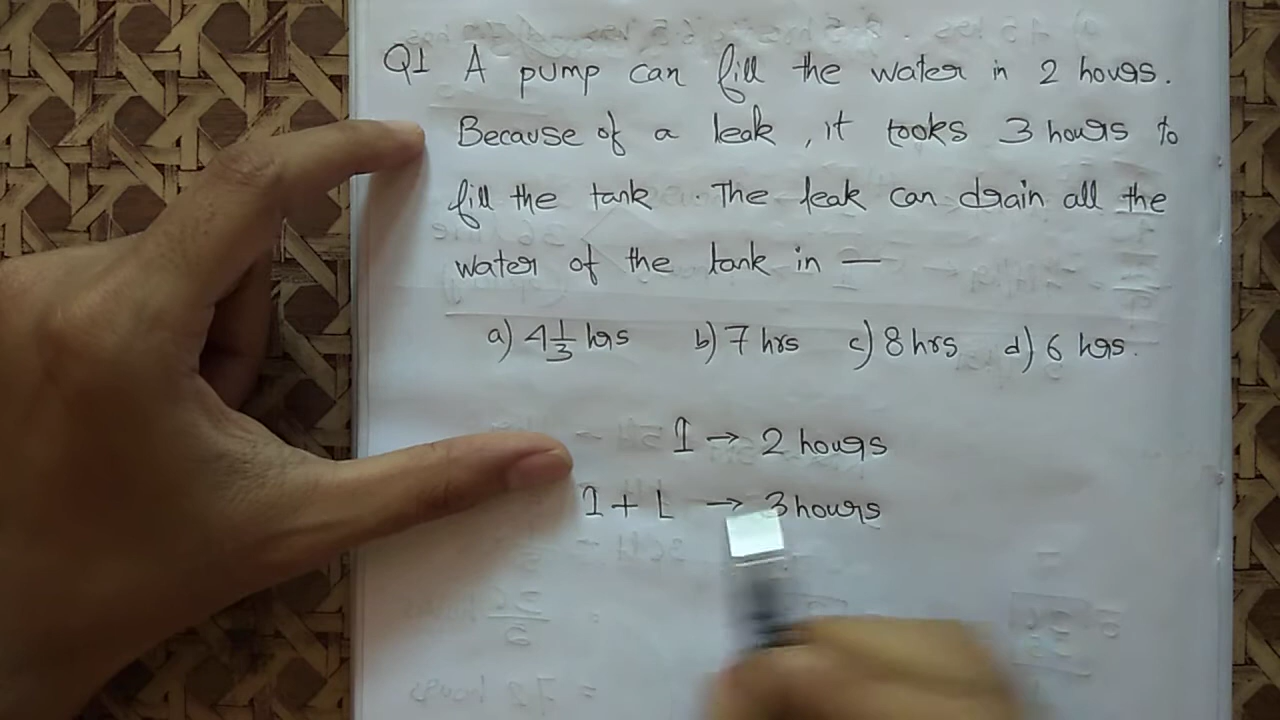 Q1 A pump can fill the water in 2 hours.
Because of a leak, it tooks 3 hours to
fill the tank. The leak can drain all the
water of the tank in —
a) 4 1/3 hrs b) 7 hrs c) 8 hrs d) 6 hrs.
I → 2 hours
I + L → 3 hours